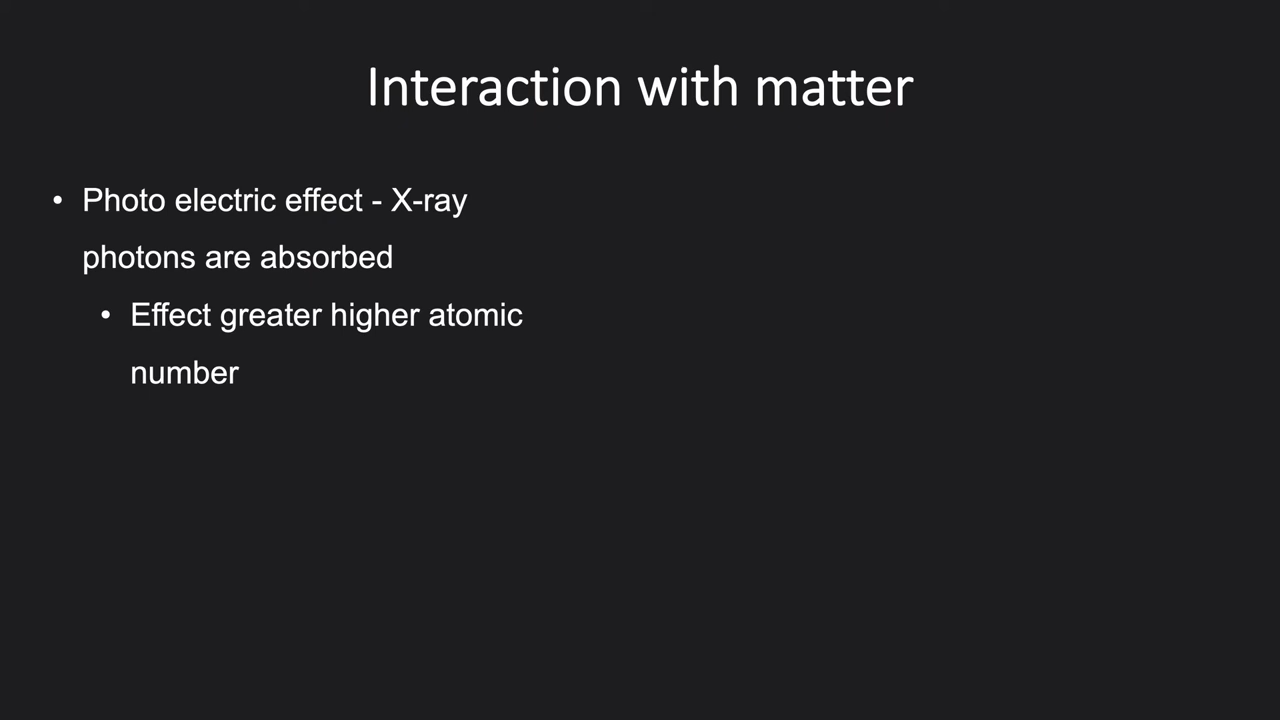 Interaction with matter
• Photo electric effect - X-ray
photons are absorbed
• Effect greater higher atomic
number